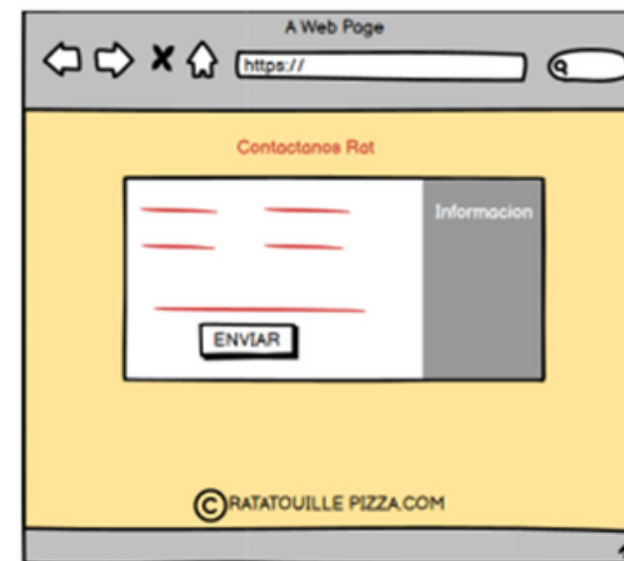 A Web Page
https://
Contactanos Rat
Informacion
ENVIAR
© RATATOUILLE PIZZA.COM